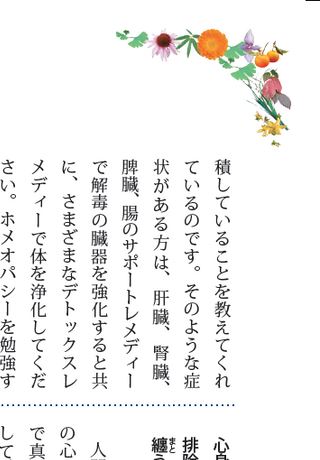 積していることを教えてくれ
ているのです。そのような症
状がある方は、肝臓、腎臓、
脾臓、腸のサポートレメディー
で解毒の臓器を強化すると共
に、さまざまなデトックスレ
メディーで体を浄化してくだ
さい。ホメオパシーを勉強す
心身
排
纏う
まと
人
の心
で真
して